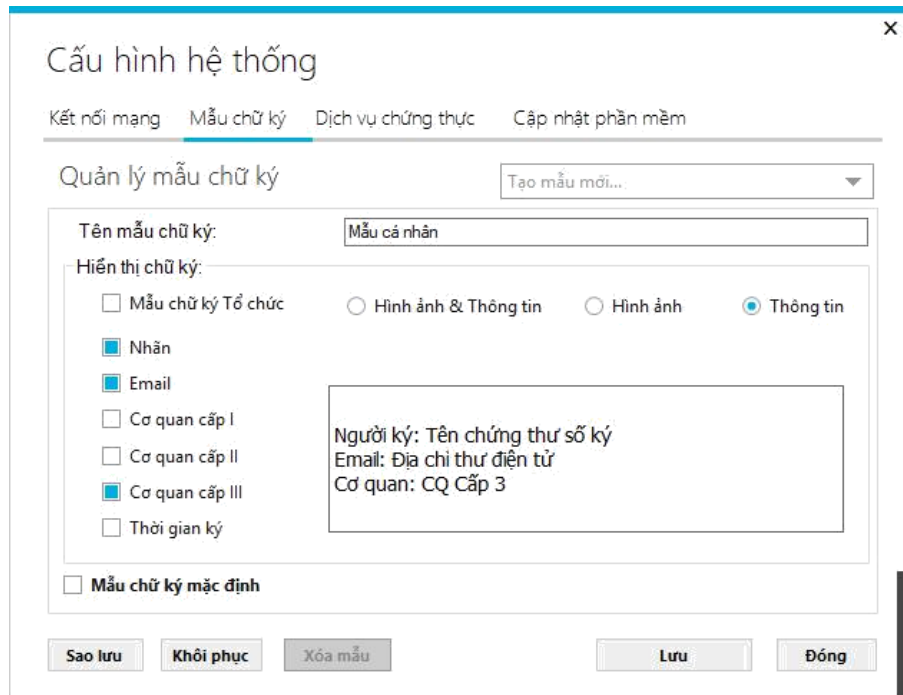 Cấu hình hệ thống
Kết nối mạng Mẫu chữ ký Dịch vụ chứng thực Cập nhật phần mềm
Quản lý mẫu chữ ký Tạo mẫu mới...
Tên mẫu chữ ký: Mẫu cá nhân
Hiển thị chữ ký:
Mẫu chữ ký Tổ chức Hình ảnh & Thông tin Hình ảnh Thông tin
Nhãn
Email
Cơ quan cấp I
Cơ quan cấp II
Cơ quan cấp III
Thời gian ký
Người ký: Tên chứng thư số ký
Email: Địa chỉ thư điện tử
Cơ quan: CQ Cấp 3
Mẫu chữ ký mặc định
Sao lưu Khôi phục Xóa mẫu Lưu Đóng